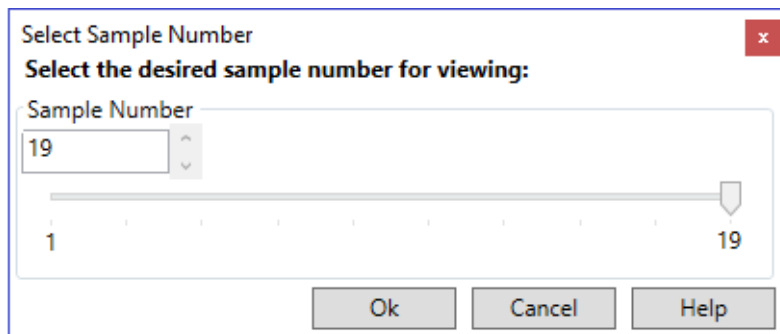 Select Sample Number
x
Select the desired sample number for viewing:
Sample Number
19
1 19
Ok Cancel Help